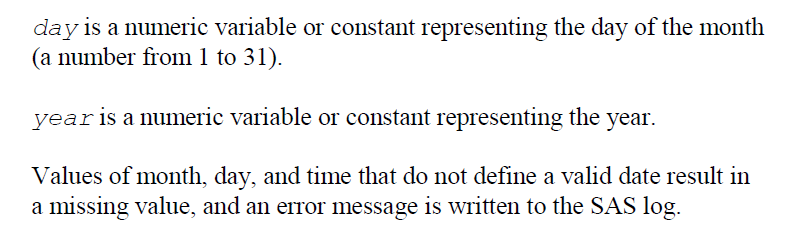 day is a numeric variable or constant representing the day of the month
(a number from 1 to 31).
year is a numeric variable or constant representing the year.
Values of month, day, and time that do not define a valid date result in
a missing value, and an error message is written to the SAS log.